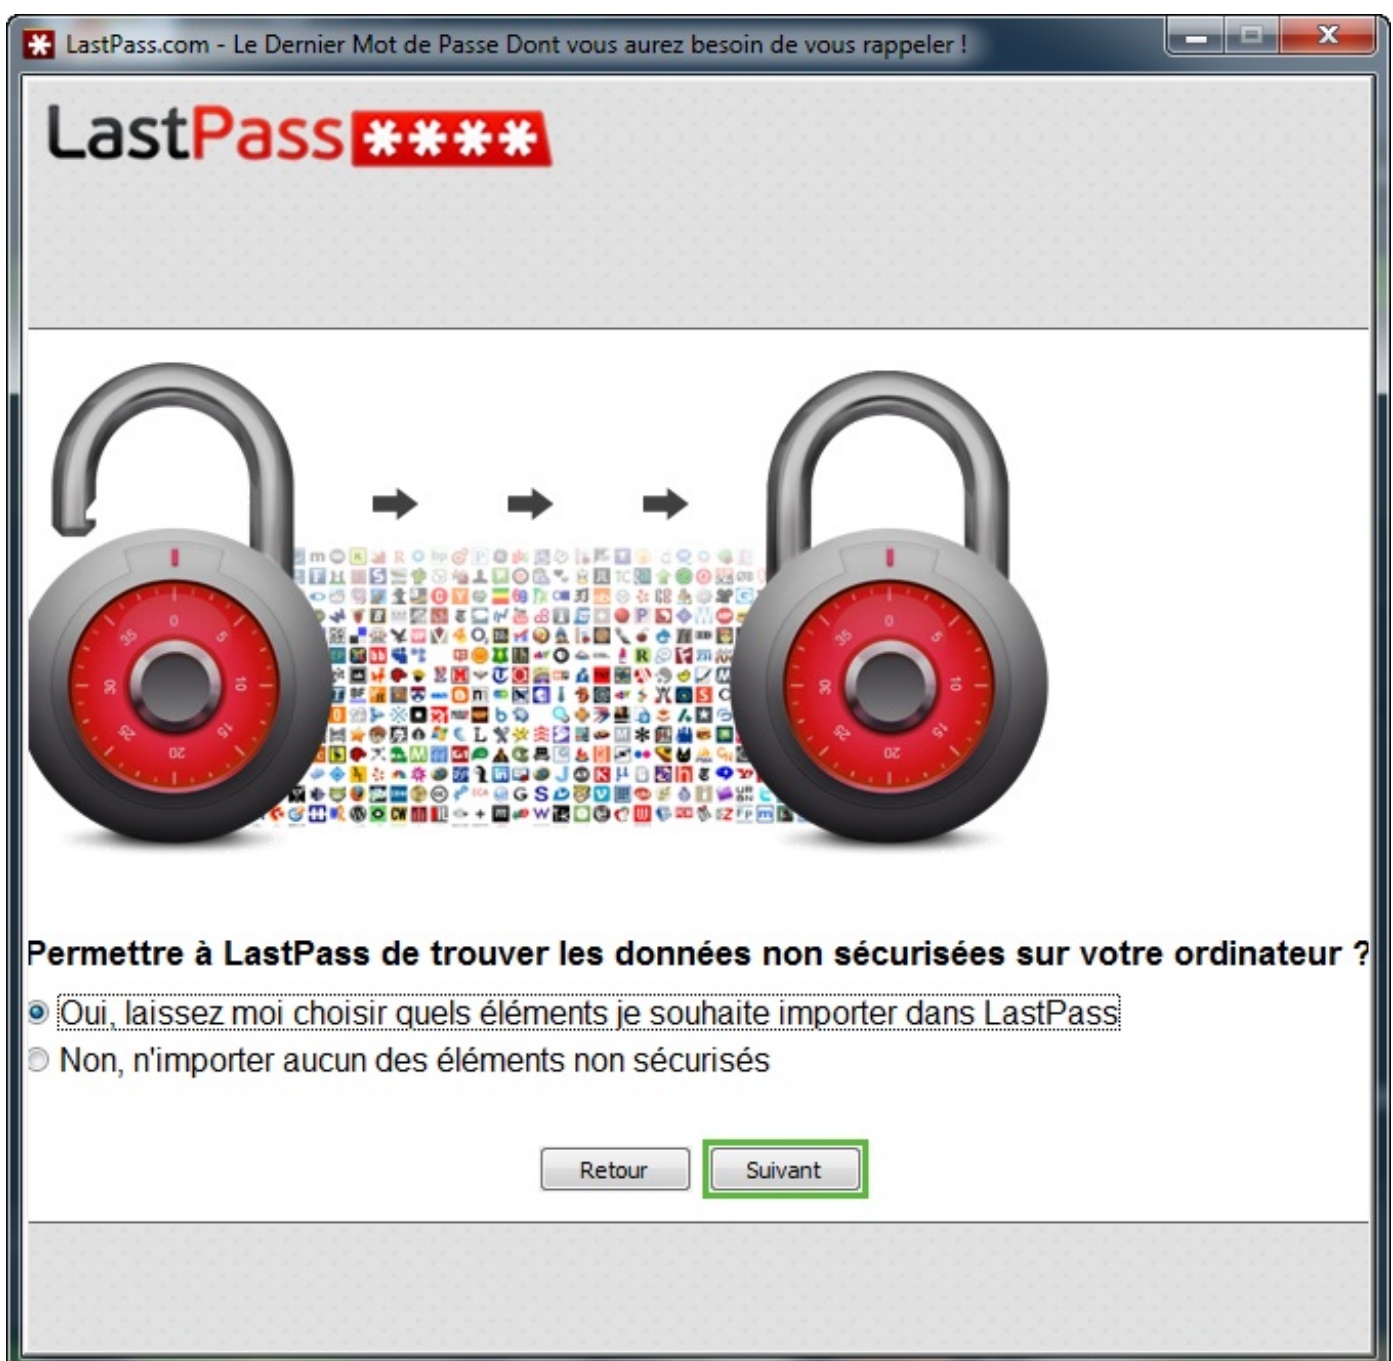 LastPass.com - Le Dernier Mot de Passe Dont vous aurez besoin de vous rappeler !
LastPass ****
Permettre à LastPass de trouver les données non sécurisées sur votre ordinateur ?
Oui, laissez moi choisir quels éléments je souhaite importer dans LastPass
Non, n'importer aucun des éléments non sécurisés
Retour Suivant